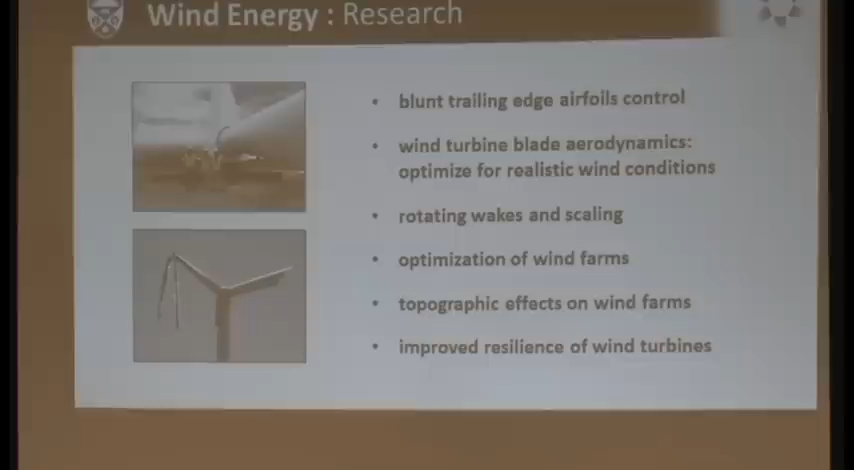 Wind Energy : Research
• blunt trailing edge airfoils control
• wind turbine blade aerodynamics:
optimize for realistic wind conditions
• rotating wakes and scaling
• optimization of wind farms
• topographic effects on wind farms
• improved resilience of wind turbines